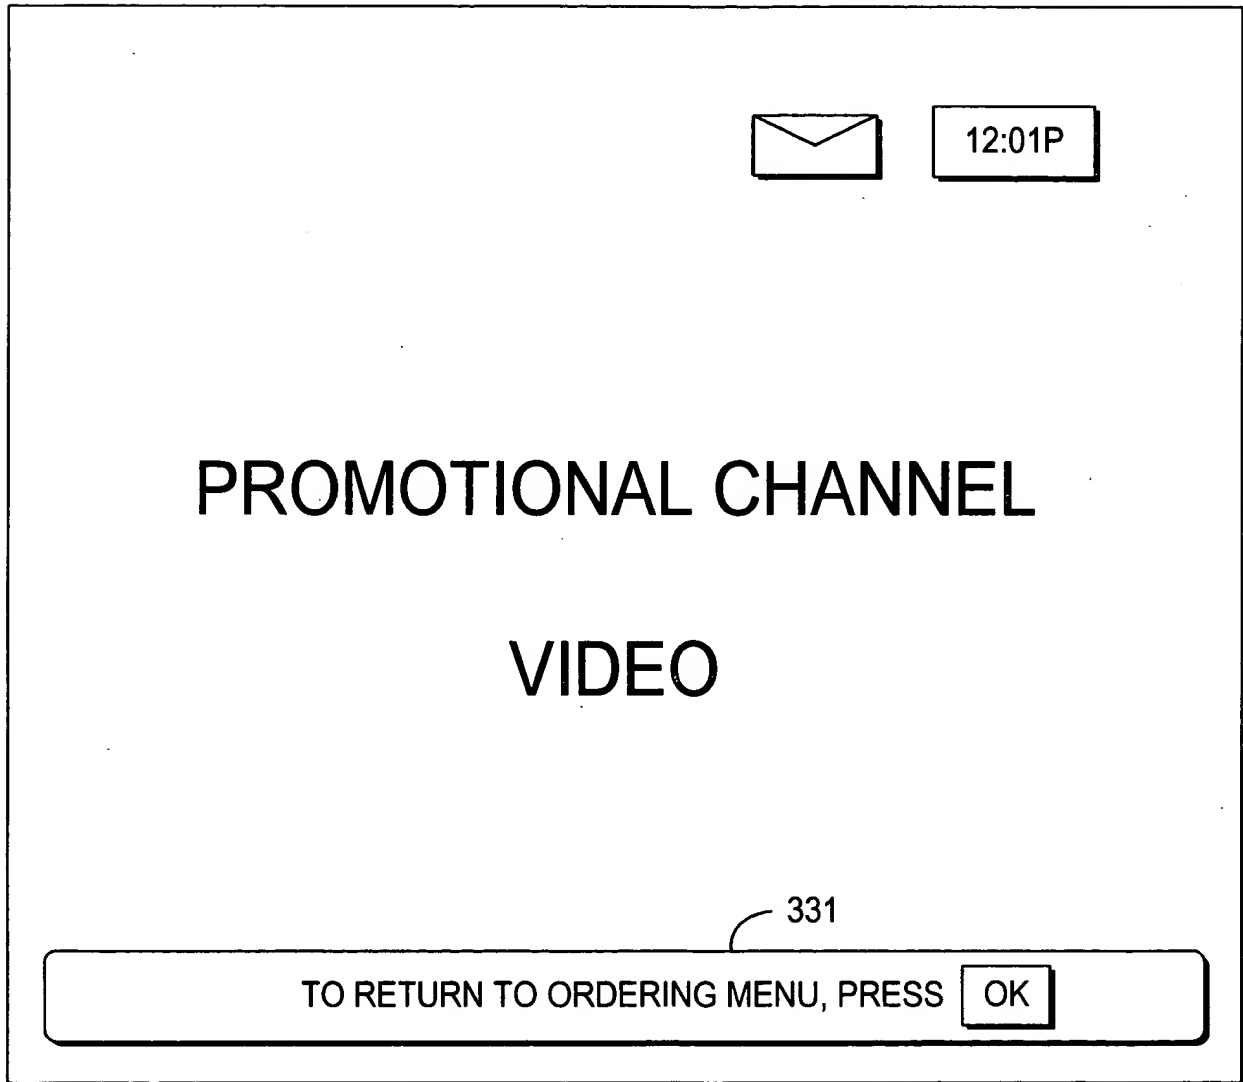 12:01P
PROMOTIONAL CHANNEL
VIDEO
331
TO RETURN TO ORDERING MENU, PRESS OK